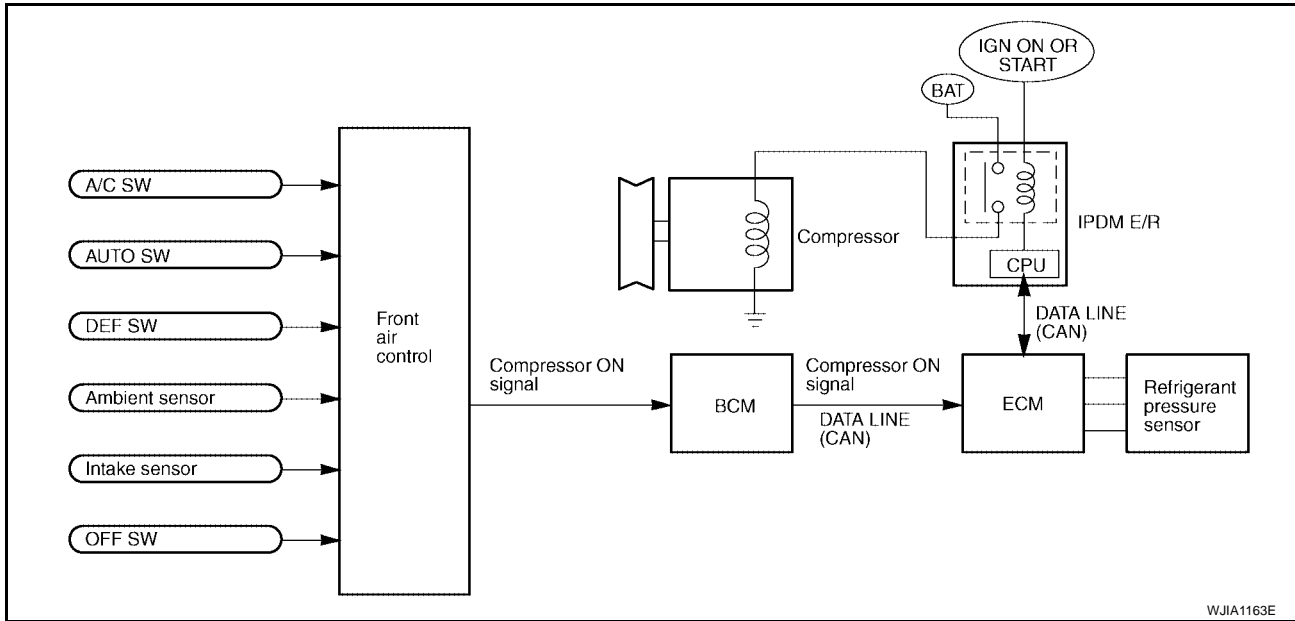 IGN ON OR
START
BAT
A/C SW
AUTO SW
DEF SW
Ambient sensor
Intake sensor
OFF SW
Front
air
control
Compressor
IPDM E/R
CPU
DATA LINE
(CAN)
Compressor ON
signal
BCM
Compressor ON
signal
DATA LINE
(CAN)
ECM
Refrigerant
pressure
sensor
WJIA1163E